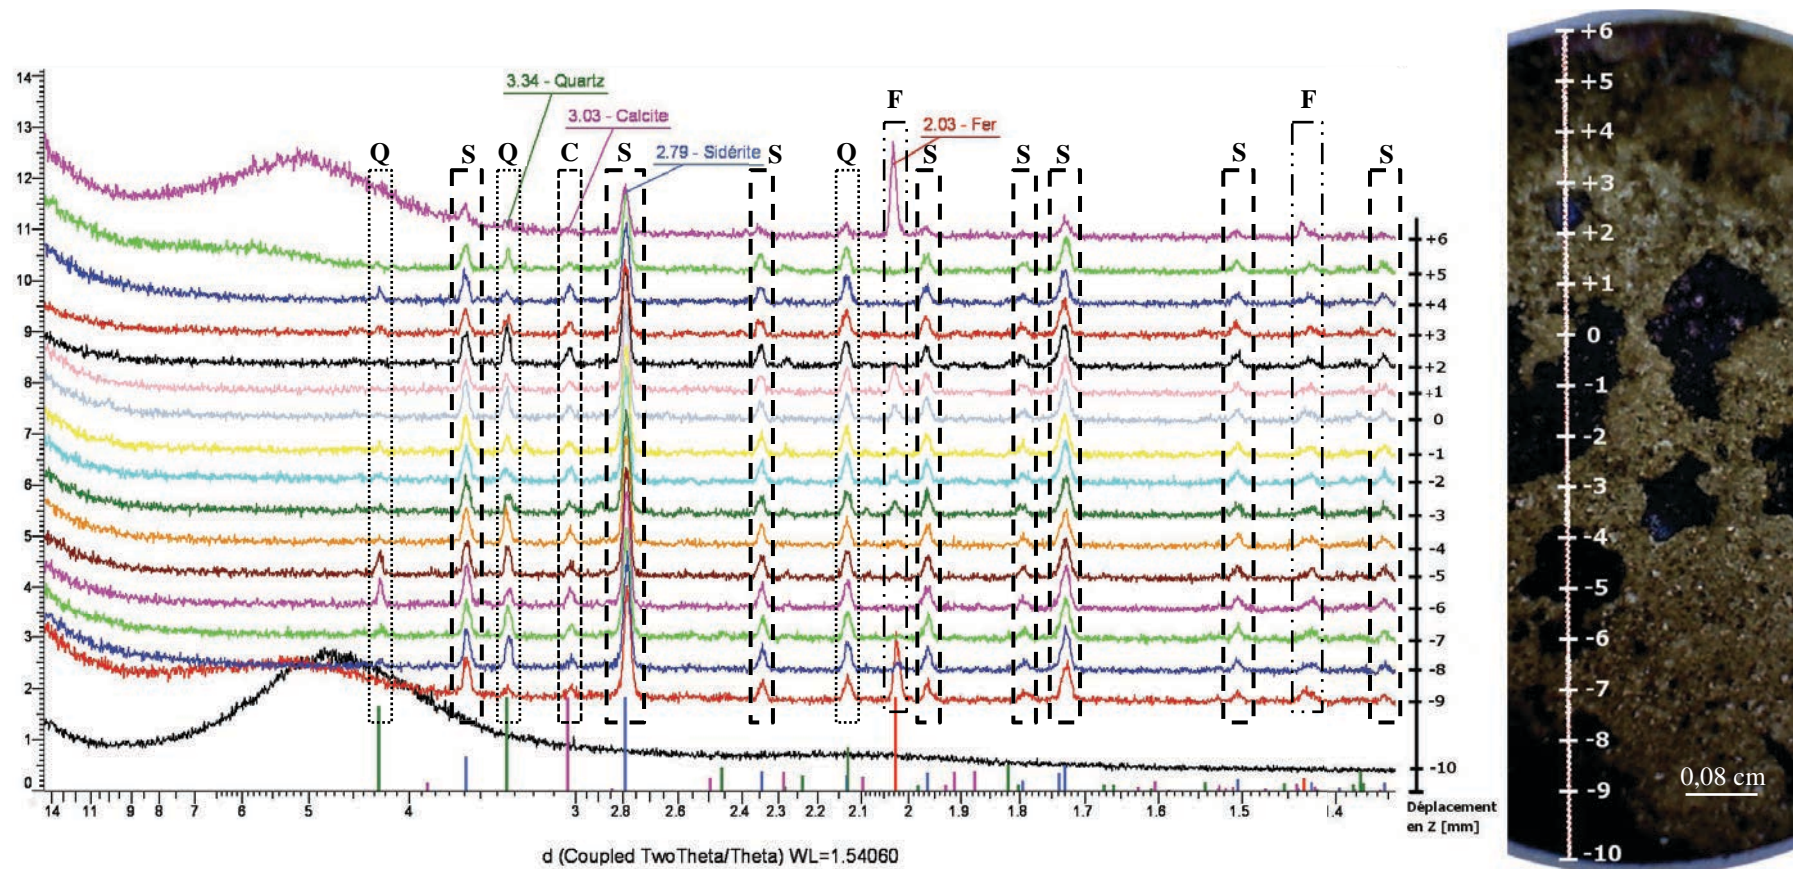 3.34 - Quartz
3.03 - Calcite
2.79 - Sidérite
2.03 - Fer
Q
S
Q
C
S
S
Q
F
S
S
S
S
F
S
14
13
12
11
10
9
8
7
6
5
4
3
2
1
0
+6
+5
+4
+3
+2
+1
0
-1
-2
-3
-4
-5
-6
-7
-8
-9
-10
14 11 9 8 7 6 5 4 3 2.8 2.6 2.4 2.3 2.2 2.1 2 1.9 1.8 1.7 1.6 1.5 1.4
Déplacement
en Z [mm]
d (Coupled TwoTheta/Theta) WL=1.54060
+6
+5
+4
+3
+2
+1
0
-1
-2
-3
-4
-5
-6
-7
-8
-9
-10
0,08 cm